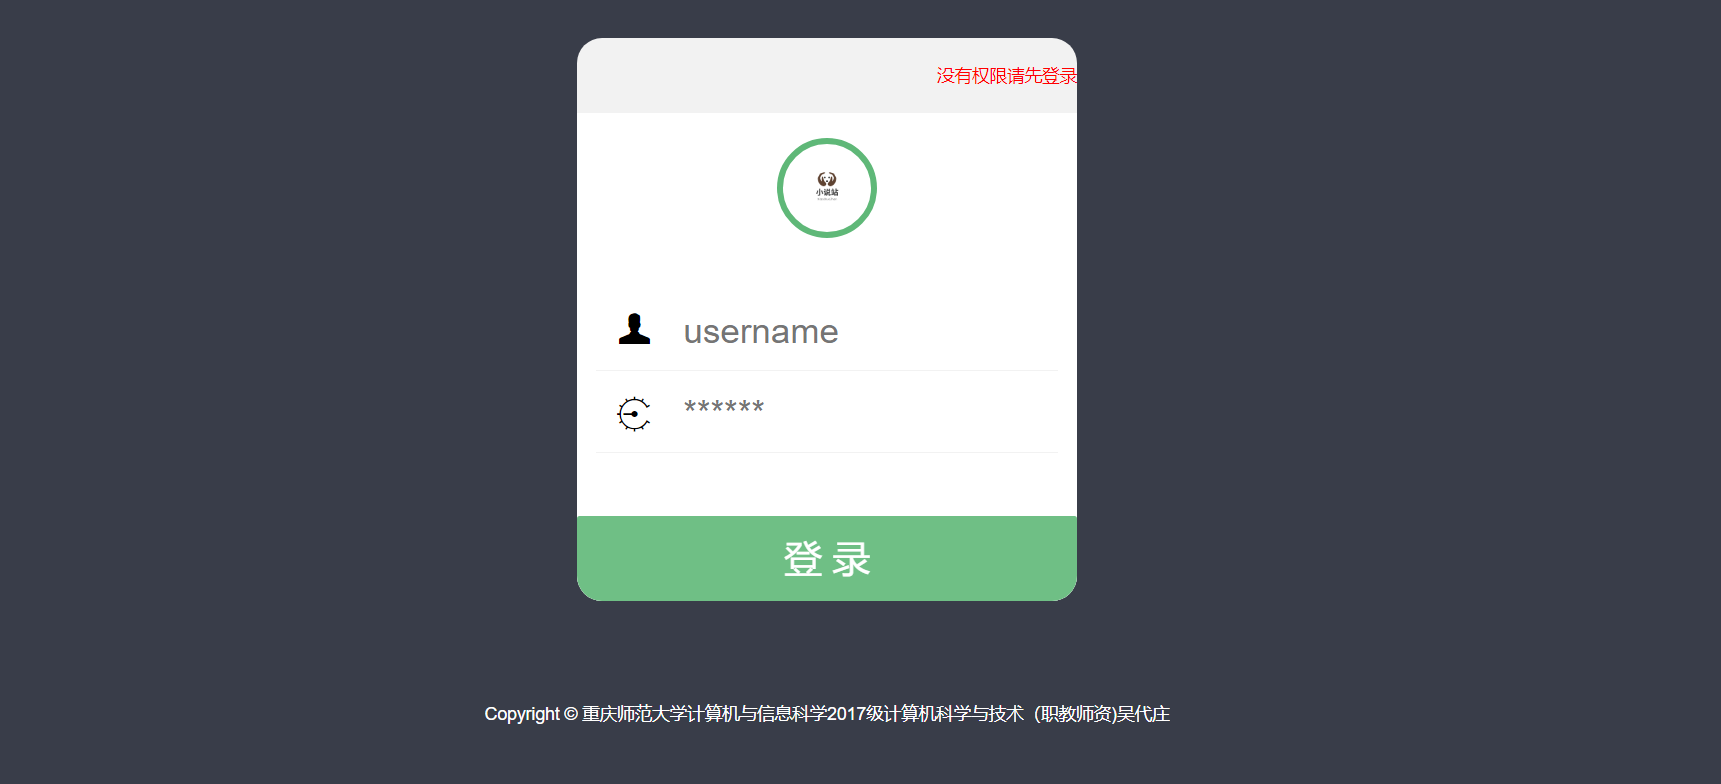 没有权限请先登录
小说站
username
******
登录
Copyright © 重庆师范大学计算机与信息科学2017级计算机科学与技术（职教师资)吴代庄